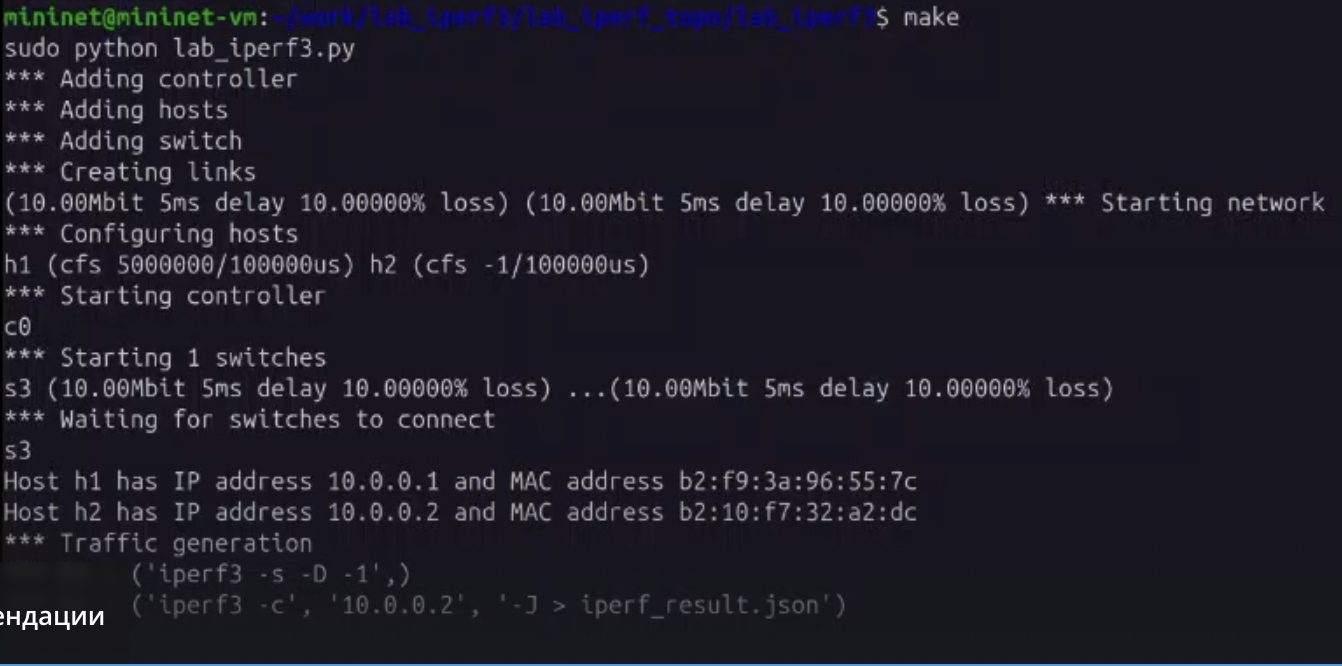 mininet@mininet-vm:~/work/lab_iperf3/lab_iperf_topo/lab_iperf3$ make
sudo python lab_iperf3.py
*** Adding controller
*** Adding hosts
*** Adding switch
*** Creating links
(10.00Mbit 5ms delay 10.00000% loss) (10.00Mbit 5ms delay 10.00000% loss) *** Starting network
*** Configuring hosts
h1 (cfs 5000000/100000us) h2 (cfs -1/100000us)
*** Starting controller
c0
*** Starting 1 switches
s3 (10.00Mbit 5ms delay 10.00000% loss) ...(10.00Mbit 5ms delay 10.00000% loss)
*** Waiting for switches to connect
s3
Host h1 has IP address 10.0.0.1 and MAC address b2:f9:3a:96:55:7c
Host h2 has IP address 10.0.0.2 and MAC address b2:10:f7:32:a2:dc
*** Traffic generation
('iperf3 -s -D -1',)
('iperf3 -c', '10.0.0.2', '-J > iperf_result.json')
ендации